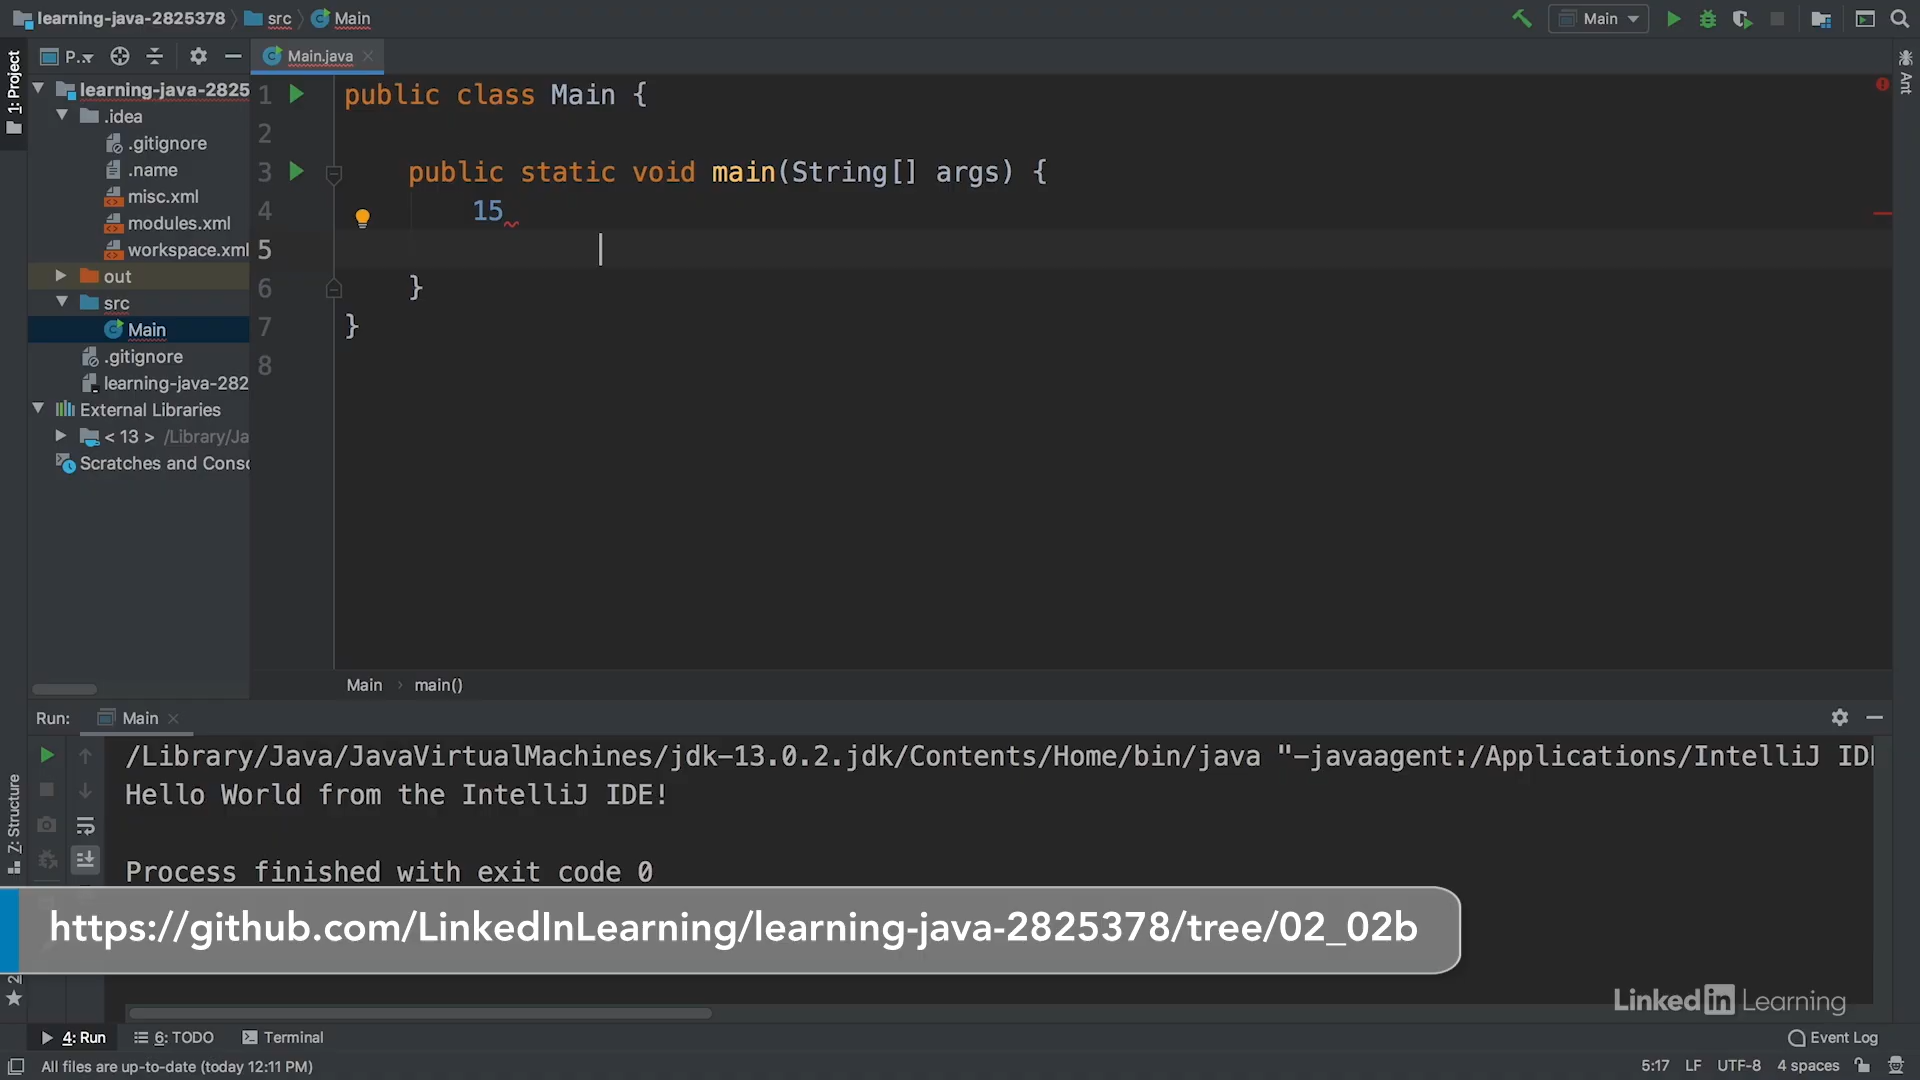 learning-java-2825378 src Main
Main
1: Project
P..
Main.java
learning-java-2825
.idea
.gitignore
.name
misc.xml
modules.xml
workspace.xml
out
src
Main
.gitignore
learning-java-282
External Libraries
< 13 > /Library/Ja
Scratches and Conso
1 public class Main {
2
3 public static void main(String[] args) {
4 15
5
6 }
7 }
8
Ant
Main › main()
Run: Main
Z: Structure
/Library/Java/JavaVirtualMachines/jdk-13.0.2.jdk/Contents/Home/bin/java "-javaagent:/Applications/IntelliJ IDE
Hello World from the IntelliJ IDE!
Process finished with exit code 0
https://github.com/LinkedInLearning/learning-java-2825378/tree/02_02b
LinkedIn Learning
4: Run 6: TODO Terminal Event Log
All files are up-to-date (today 12:11 PM) 5:17 LF UTF-8 4 spaces